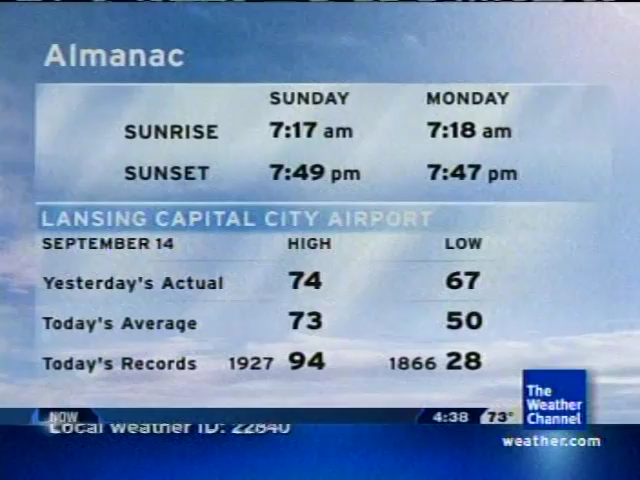 Almanac
SUNDAY MONDAY
SUNRISE 7:17 am 7:18 am
SUNSET 7:49 pm 7:47 pm
LANSING CAPITAL CITY AIRPORT
SEPTEMBER 14 HIGH LOW
Yesterday's Actual 74 67
Today's Average 73 50
Today's Records 1927 94 1866 28
The
Weather
Channel
NOW 4:38 73°
Local Weather ID: 22840
weather.com